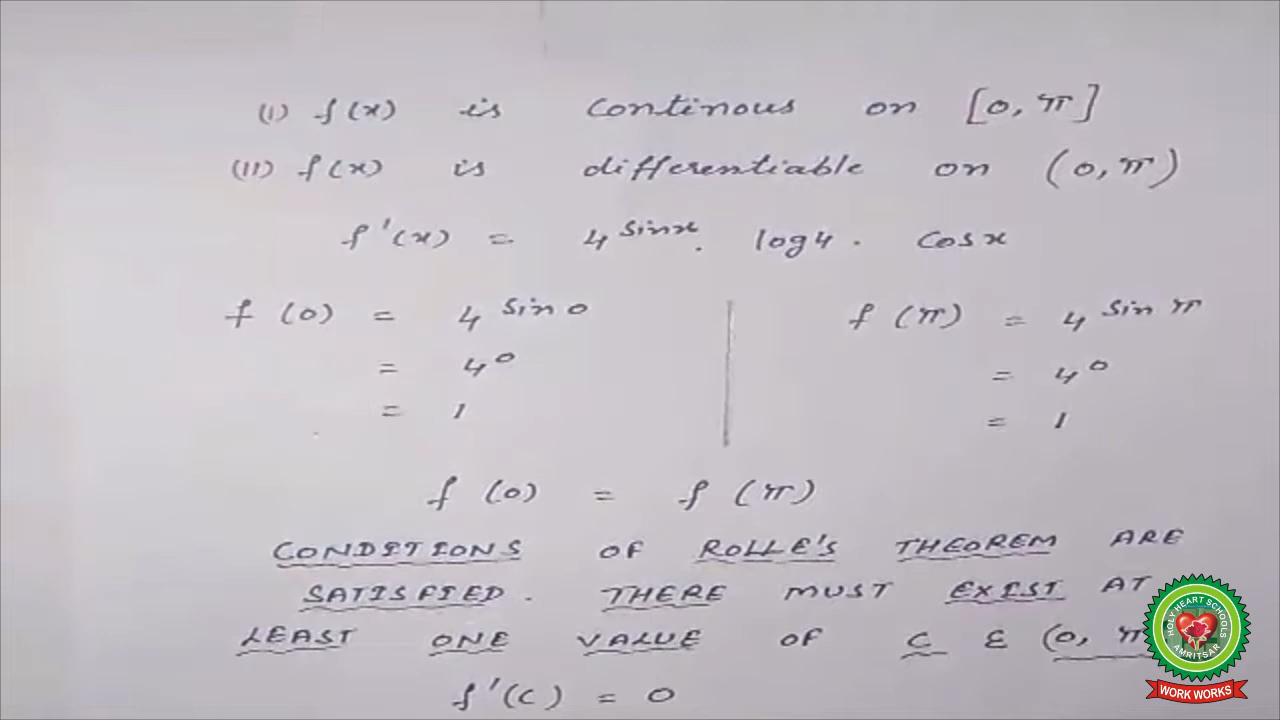 (I) f(x) is continous on [0, π]
(II) f(x) is differentiable on (0, π)
f'(x) = 4^sinx . log4 . cosx
f (0) = 4^sin0
= 4^0
= 1
f (π) = 4^sin π
= 4^0
= 1
f (0) = f (π)
CONDITIONS OF ROLLE'S THEOREM ARE
SATISFIED. THERE MUST EXIST AT
LEAST ONE VALUE OF C ε (0, π
f'(C) = 0
HOLY HEART SCHOOLS
AMRITSAR
WORK WORKS